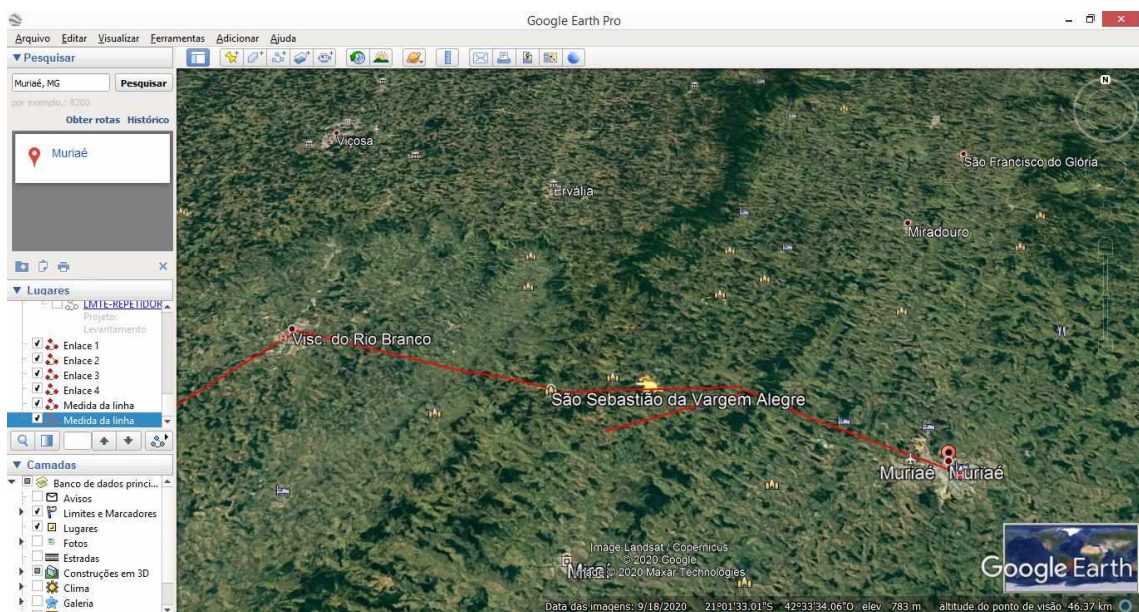 Google Earth Pro
Arquivo Editar Visualizar Ferramentas Adicionar Ajuda
Pesquisar
Muriaé, MG
Pesquisar
por exemplo,: 8200
Obter rotas Histórico
Muriaé
Lugares
LMTE-REPETIDOR
Projeto:
Levantamento
Enlace 1
Enlace 2
Enlace 3
Enlace 4
Medida da linha
Medida da linha
Camadas
Banco de dados princi...
Avisos
Limites e Marcadores
Lugares
Fotos
Estradas
Construções em 3D
Clima
Galeria
N
Viçosa
São Francisco do Glória
Ervália
Miradouro
Visc. do Rio Branco
São Sebastião da Vargem Alegre
Muriaé Muriaé
Image Landsat / Copernicus
© 2020 Google
Image © 2020 Maxar Technologies
Google Earth
Data das imagens: 9/18/2020 21°01'33.01"S 42°33'34.06"O elev 783 m altitude do ponto de visão 46.37 km